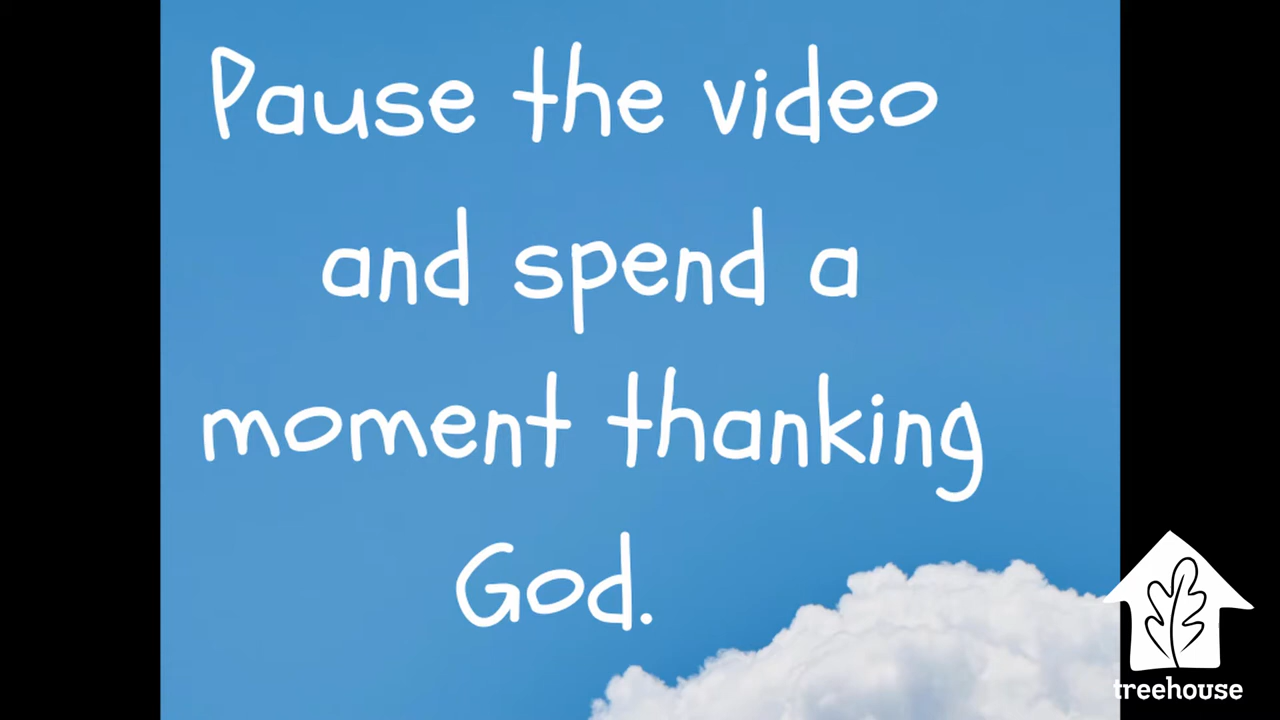 Pause the video
and spend a
moment thanking
God.
treehouse